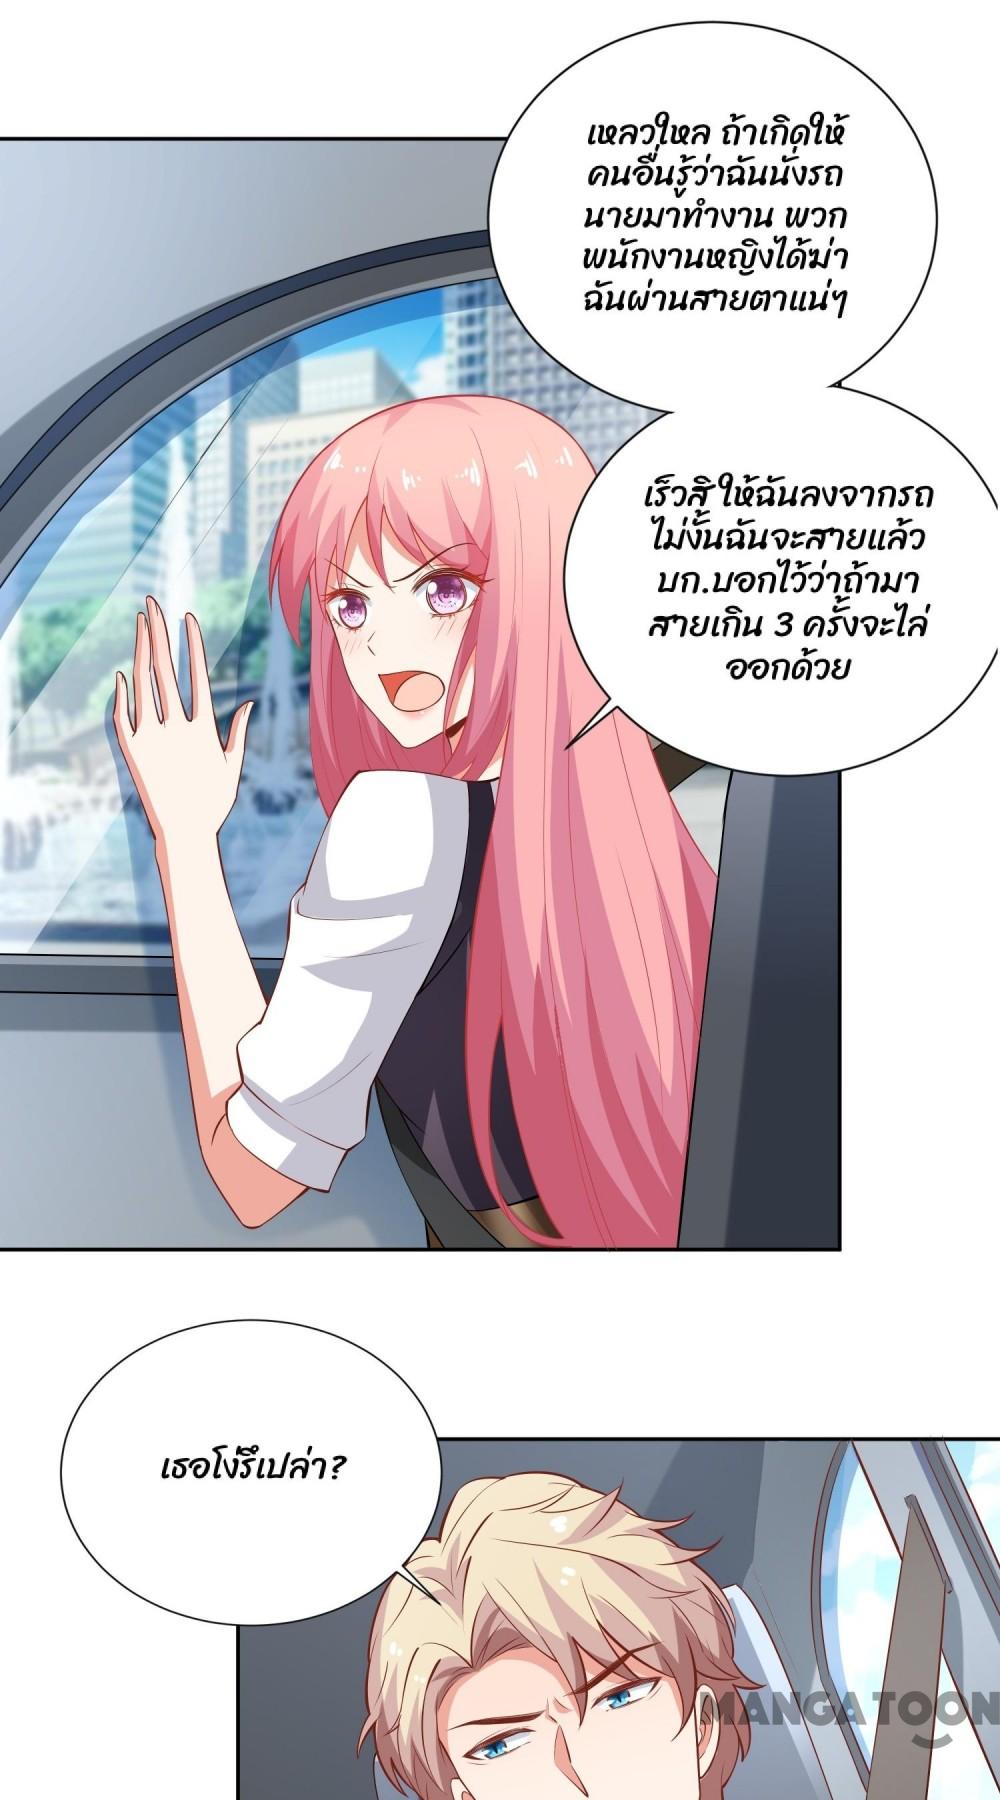 เหลวไหล ถ้าเกิดให้
คนอื่นรู้ว่าฉันนั่งรถ
นายมาทำงาน พวก
พนักงานหญิงได้ฆ่า
ฉันผ่านสายตาแน่ๆ
เร็วสิ ให้ฉันลงจากรถ
ไม่งั้นฉันจะสายแล้ว
บก.บอกไว้ว่าถ้ามา
สายเกิน 3 ครั้งจะไล่
ออกด้วย
เธอโง่รึเปล่า?
MANGATOON